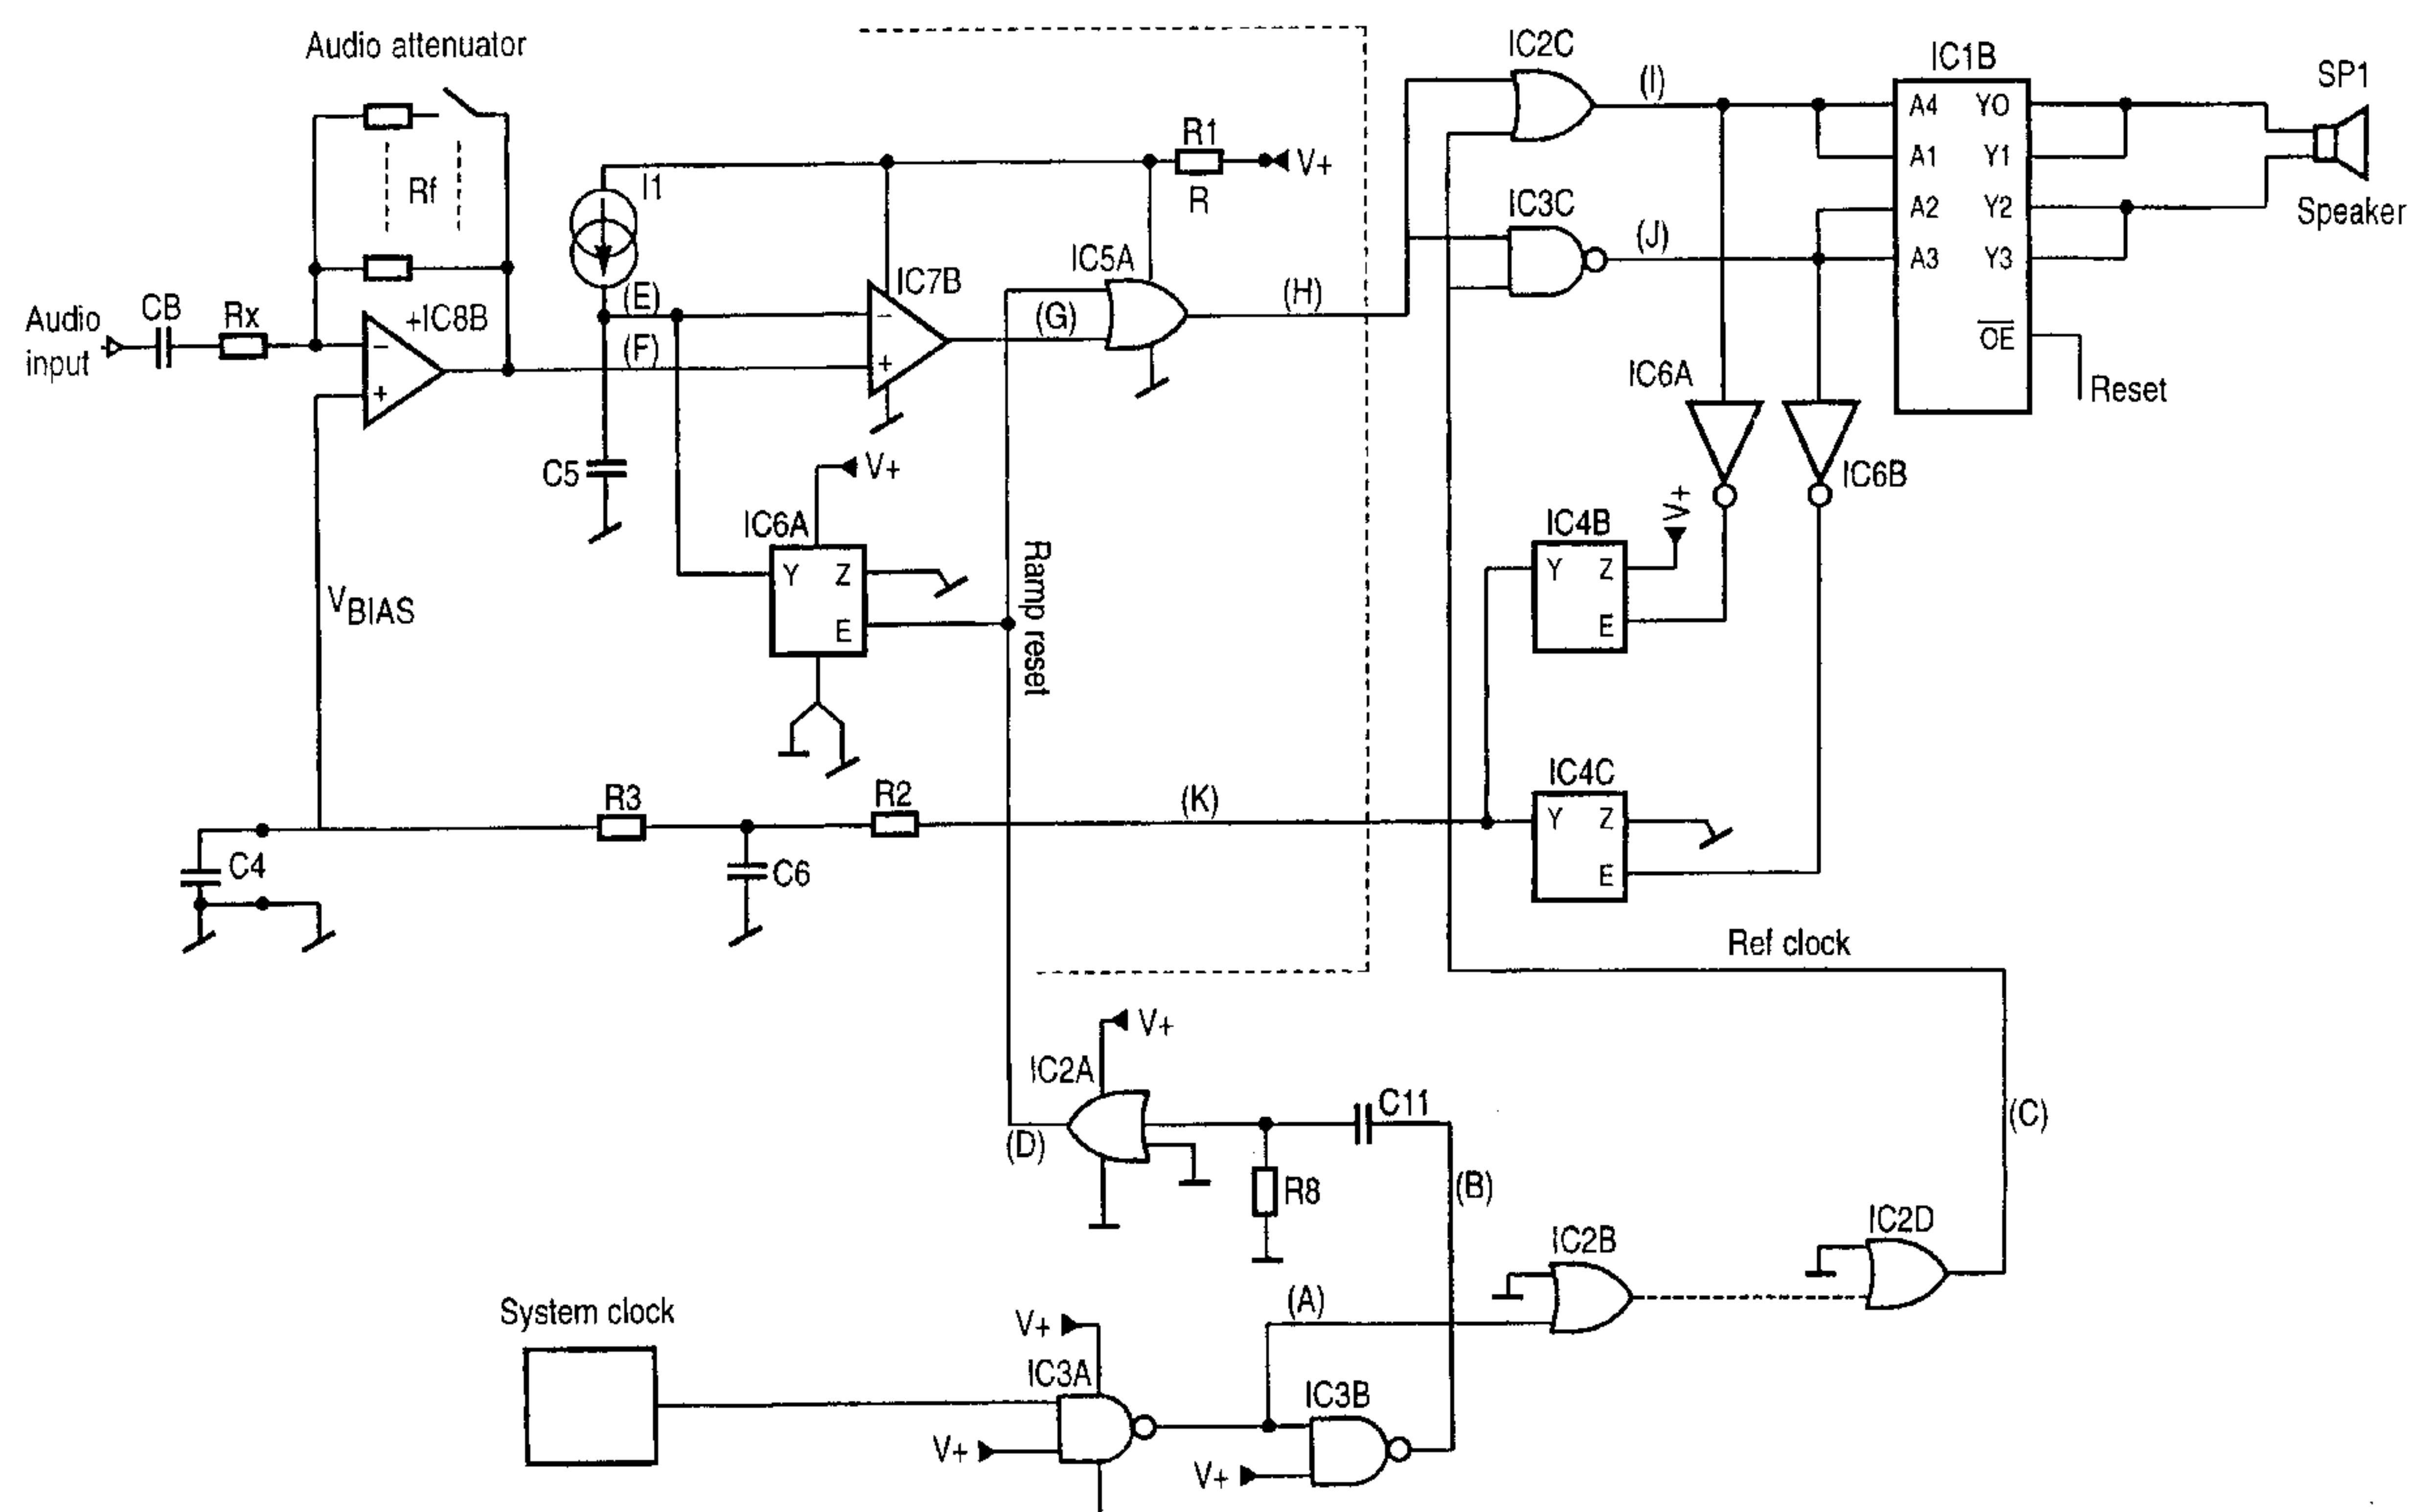 Audio attenuator
Rf
Audio
input
CB
Rx
+IC8B
−
+
VBIAS
I1
(E)
(F)
C5
IC7B
−
+
IC6A
V+
Y
Z
E
R1
R
V+
IC5A
(G)
(H)
Ramp reset
R3
R2
(K)
C4
C6
IC2C
(I)
IC3C
(J)
IC1B
A4
Y0
A1
Y1
A2
Y2
A3
Y3
OE
Reset
SP1
Speaker
IC6A
IC6B
V+
IC4B
Y
Z
E
IC4C
Y
Z
E
Ref clock
(C)
V+
IC2A
(D)
C11
R8
(B)
IC2B
IC2D
(A)
System clock
V+
IC3A
V+
IC3B
V+